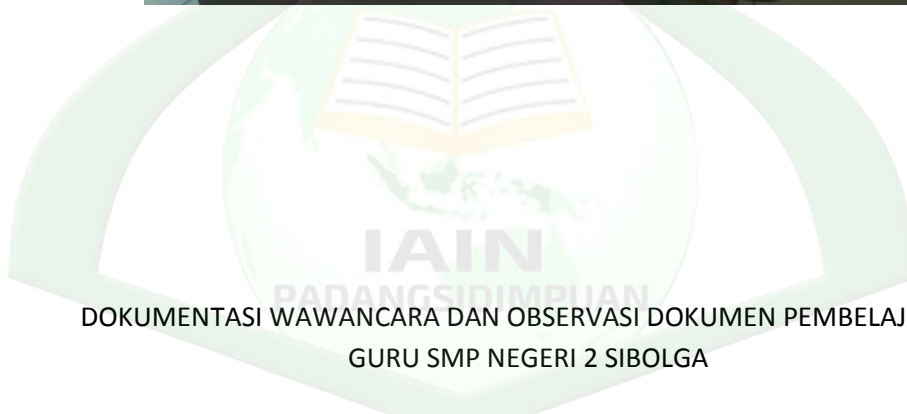 IAIN
PADANGSIDIMPUAN
DOKUMENTASI WAWANCARA DAN OBSERVASI DOKUMEN PEMBELAJ
GURU SMP NEGERI 2 SIBOLGA